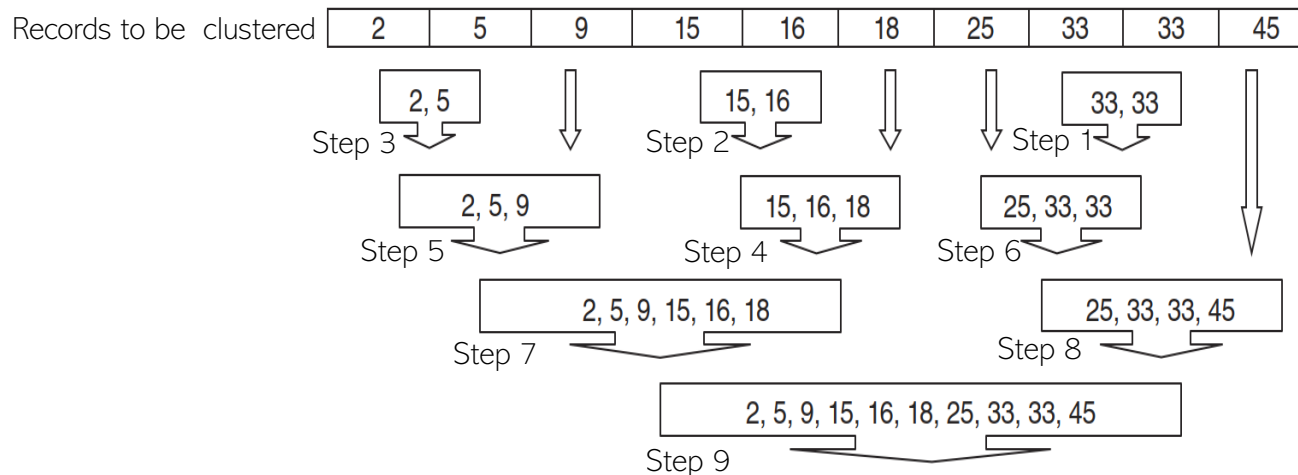 Records to be clustered 2 5 9 15 16 18 25 33 33 45
2, 5 15, 16 33, 33
Step 3 Step 2 Step 1
2, 5, 9 15, 16, 18 25, 33, 33
Step 5 Step 4 Step 6
2, 5, 9, 15, 16, 18 25, 33, 33, 45
Step 7 Step 8
2, 5, 9, 15, 16, 18, 25, 33, 33, 45
Step 9